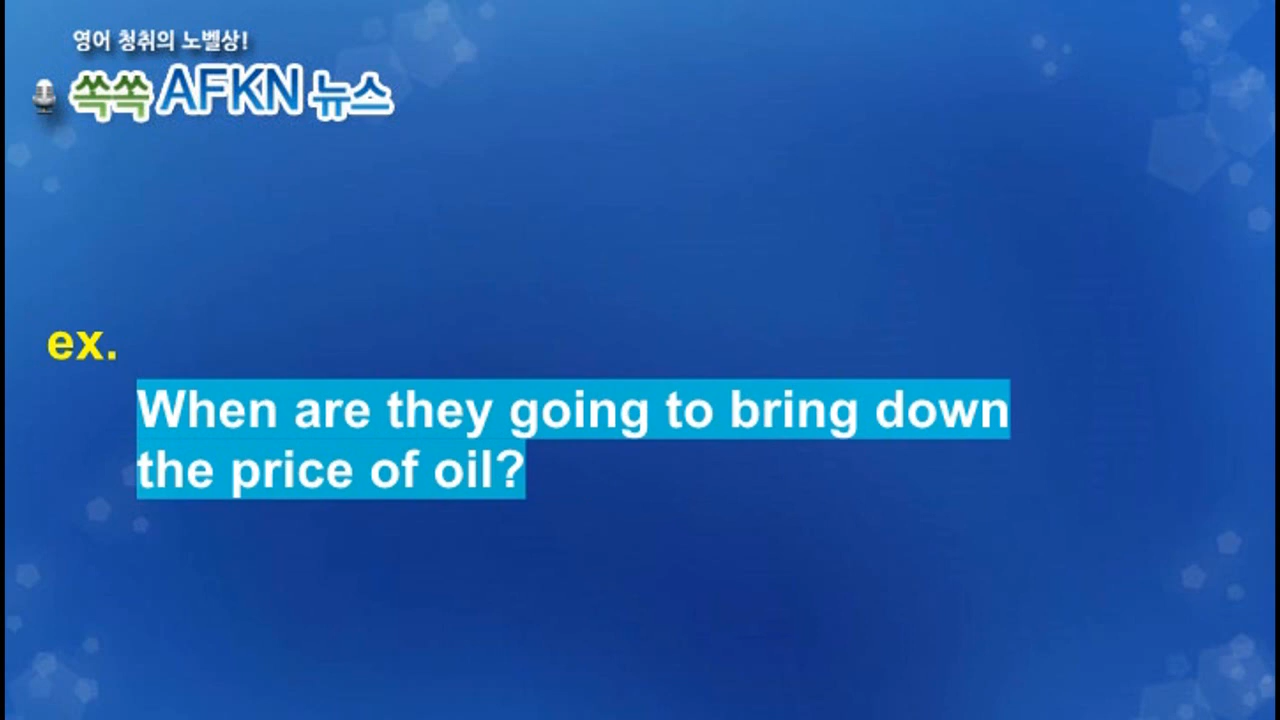 영어 청취의 노벨상!
쏙쏙 AFKN 뉴스
ex.
When are they going to bring down
the price of oil?